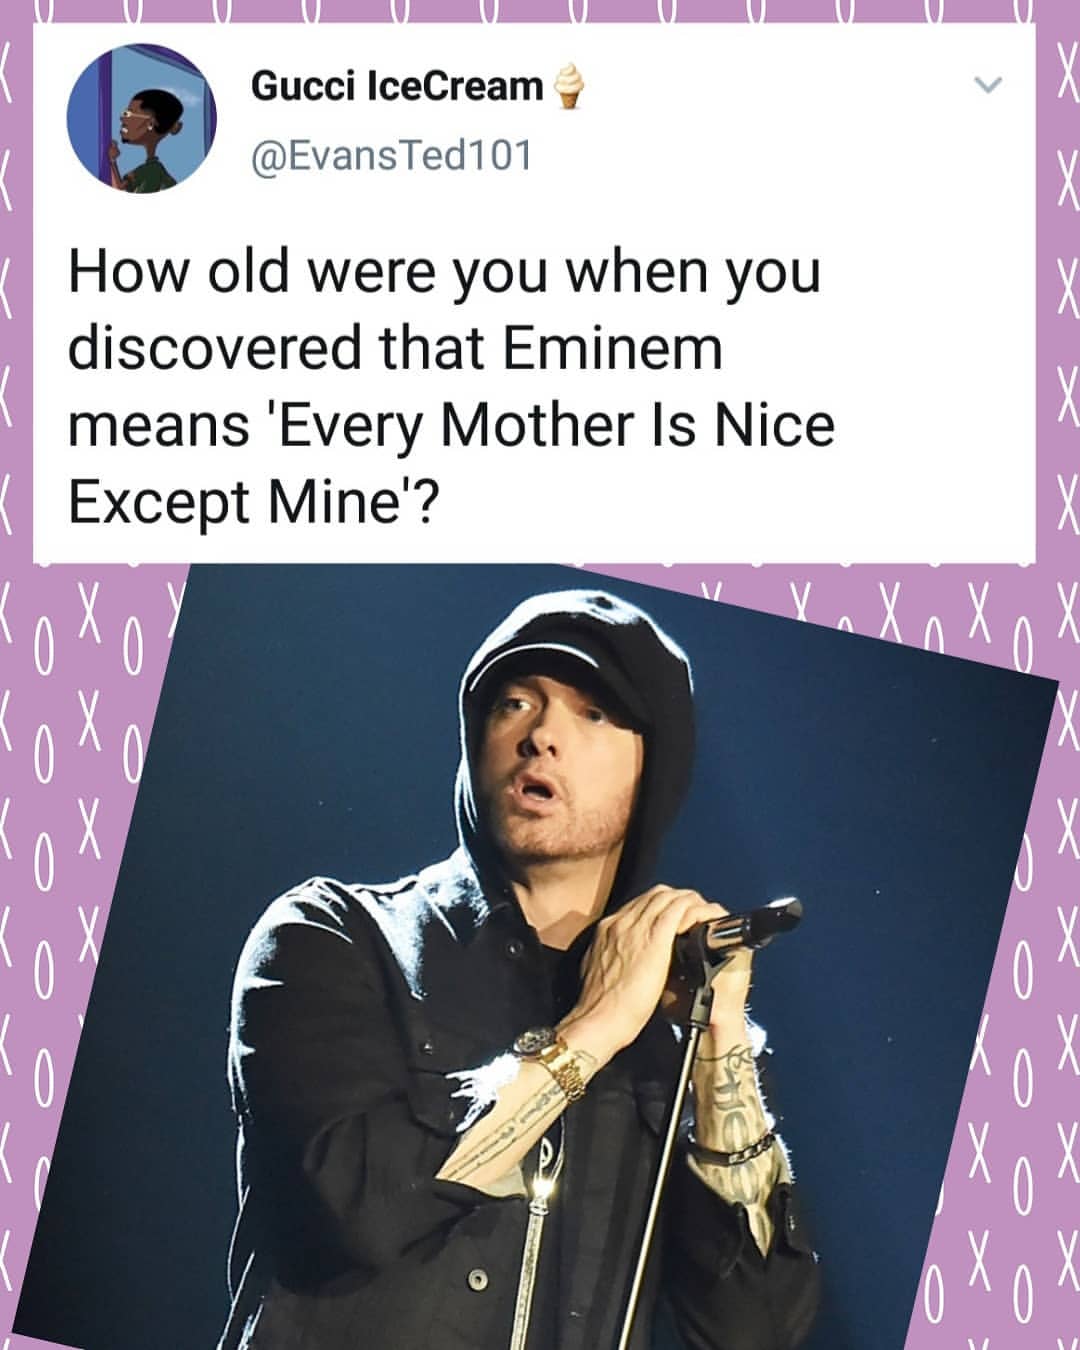 Gucci IceCream🍦
@EvansTed101
How old were you when you
discovered that Eminem
means 'Every Mother Is Nice
Except Mine'?